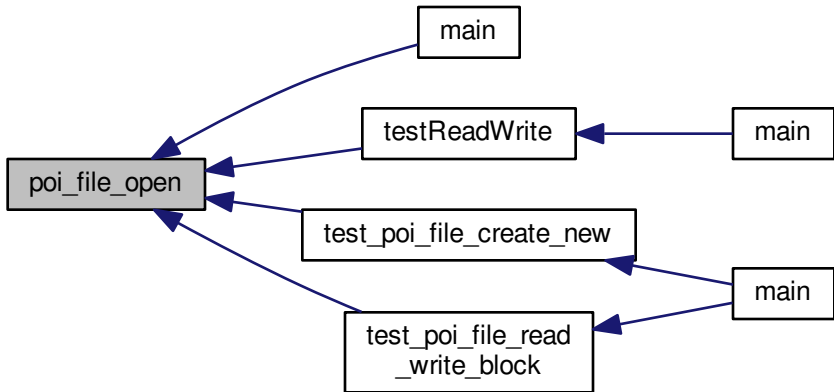 main
testReadWrite
main
poi_file_open
test_poi_file_create_new
main
test_poi_file_read
_write_block